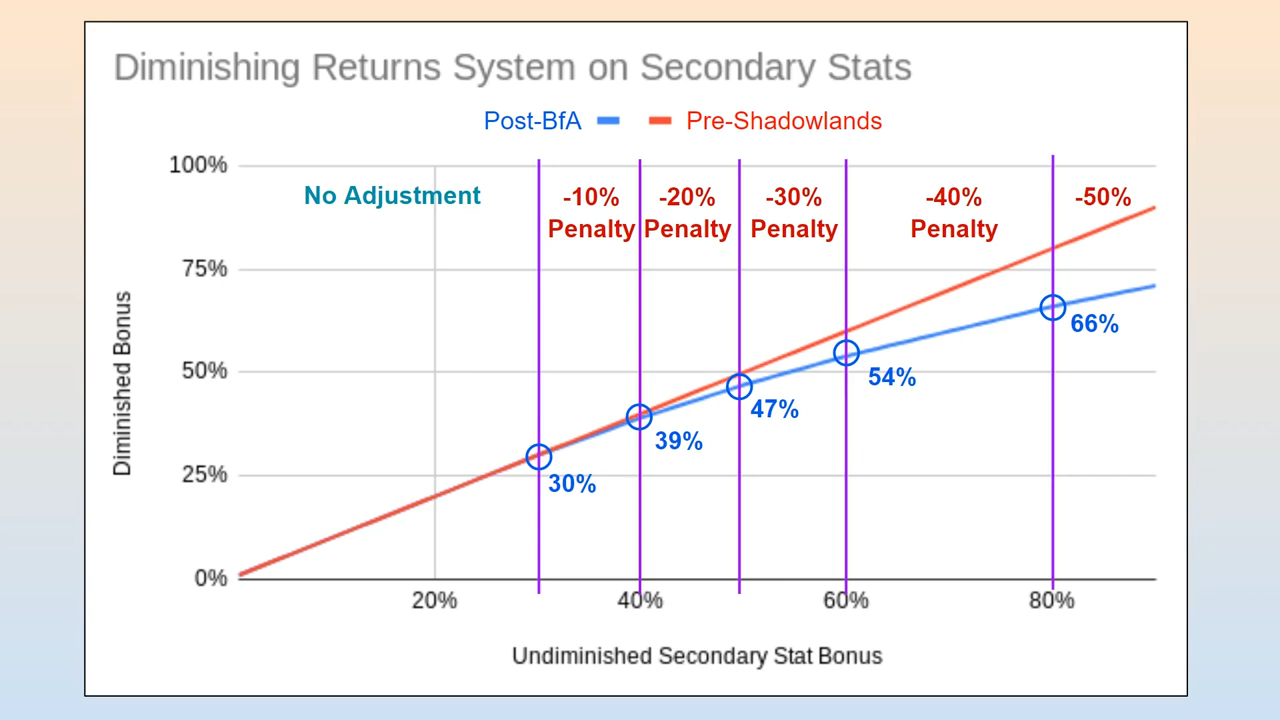 Diminishing Returns System on Secondary Stats
Post-BfA
Pre-Shadowlands
100%
75%
50%
25%
0%
No Adjustment
-10%
Penalty
-20%
Penalty
-30%
Penalty
-40%
Penalty
-50%
30%
39%
47%
54%
66%
Diminished Bonus
20%
40%
60%
80%
Undiminished Secondary Stat Bonus